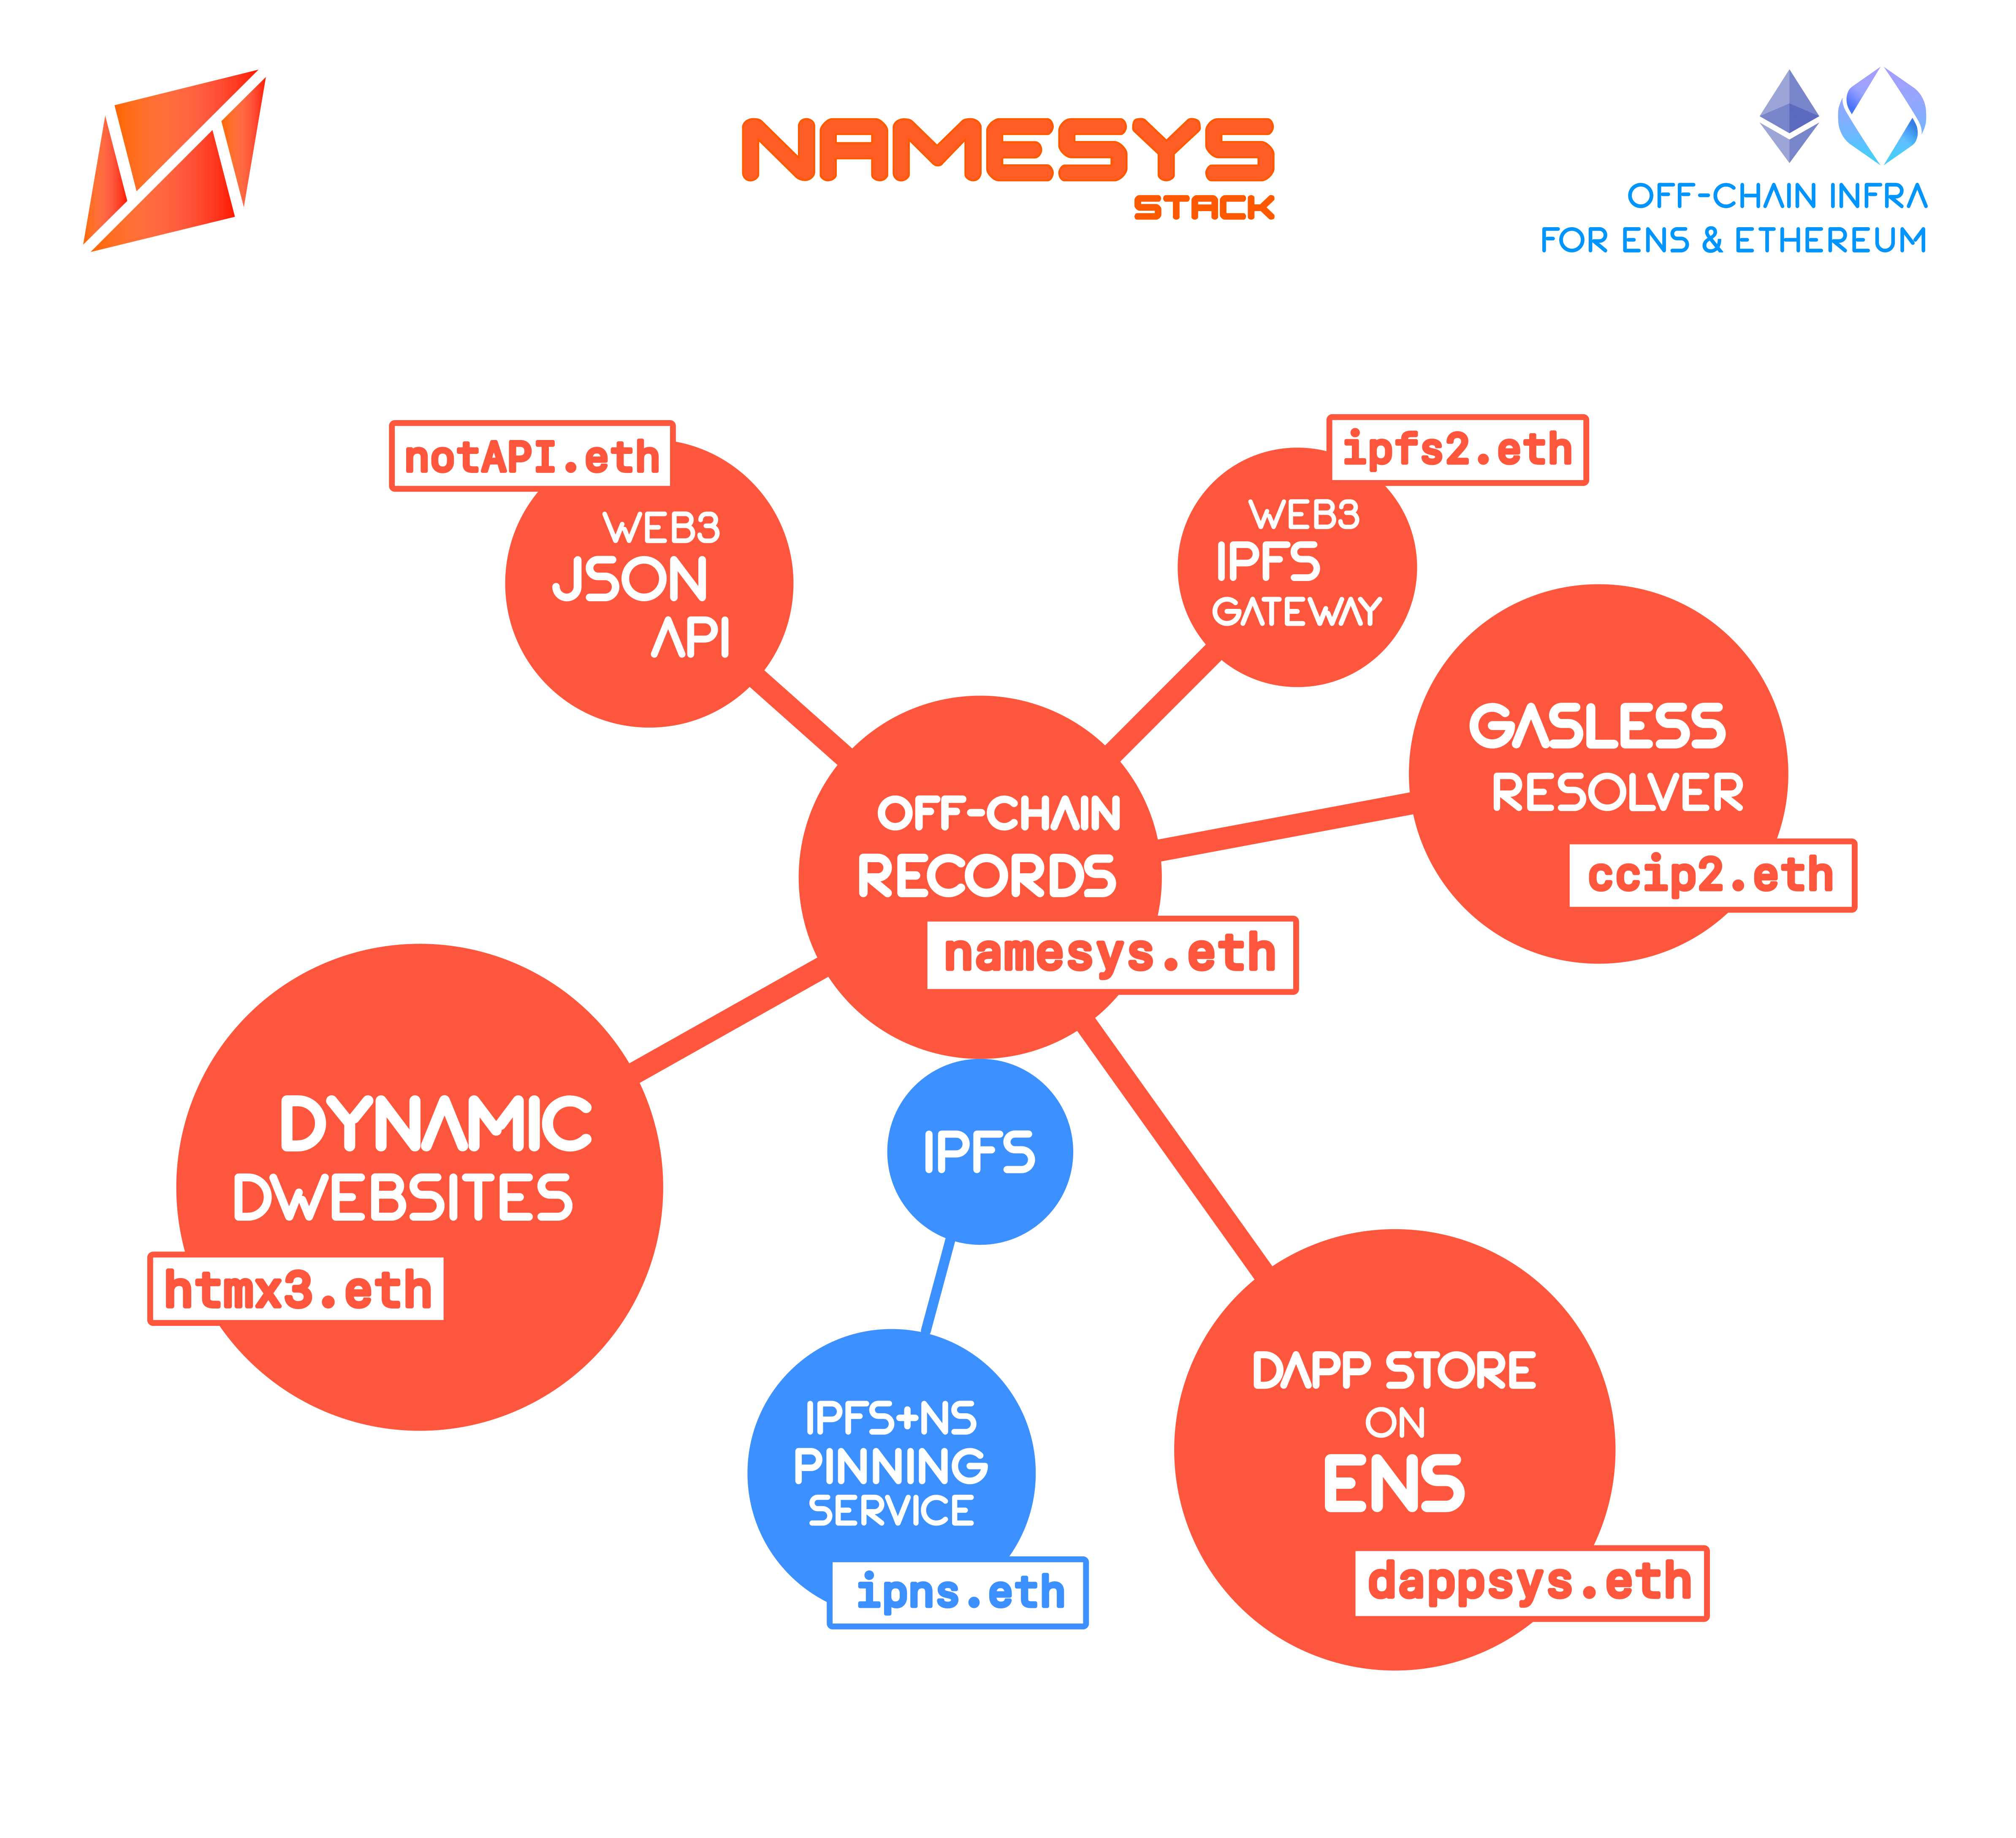 NAMESYS
STACK
OFF-CHAIN INFRA
FOR ENS & ETHEREUM
notAPI.eth
WEB3
JSON
API
ipfs2.eth
WEB3
IPFS
GATEWAY
GASLESS
RESOLVER
ccip2.eth
OFF-CHAIN
RECORDS
namesys.eth
DYNAMIC
DWEBSITES
htmx3.eth
IPFS
IPFS+NS
PINNING
SERVICE
ipns.eth
DAPP STORE
ON
ENS
dappsys.eth